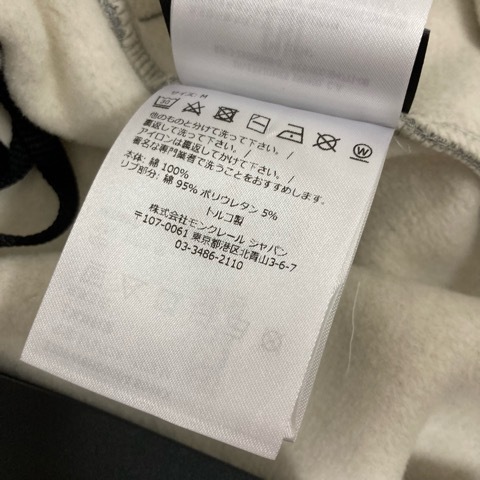 サイズ: M
他のものと分けて洗って下さい/
裏返して洗って下さい。/
アイロンは裏返してかけて下さい。/
著名な専門業者で洗うことをおすすめします。
本体: 綿 100%
リブ部分: 綿 95% ポリウレタン 5%
トルコ製
株式会社モンクレール ジャパン
〒107-0061 東京都港区北青山3-6-7
03-3486-2110